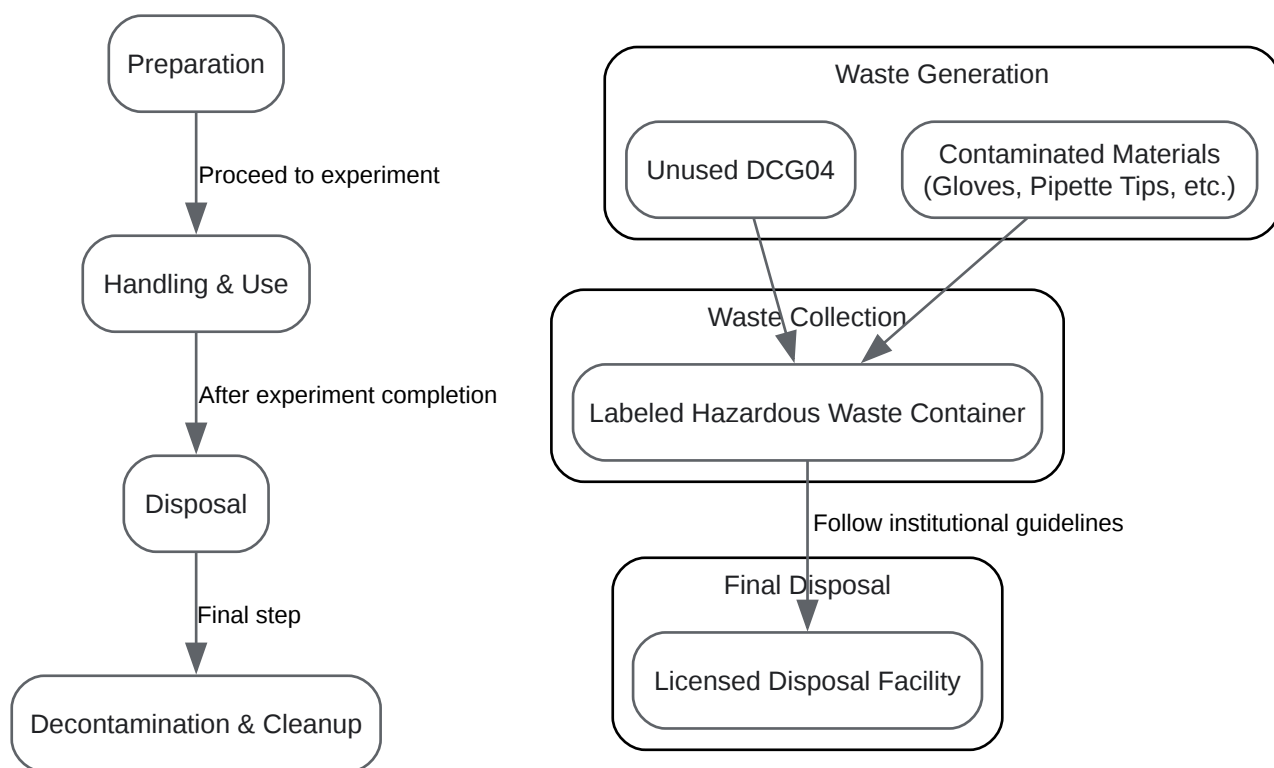 Preparation
Proceed to experiment
Handling & Use
After experiment completion
Disposal
Final step
Decontamination & Cleanup
Waste Generation
Unused DCG04
Contaminated Materials
(Gloves, Pipette Tips, etc.)
Waste Collection
Labeled Hazardous Waste Container
Follow institutional guidelines
Final Disposal
Licensed Disposal Facility